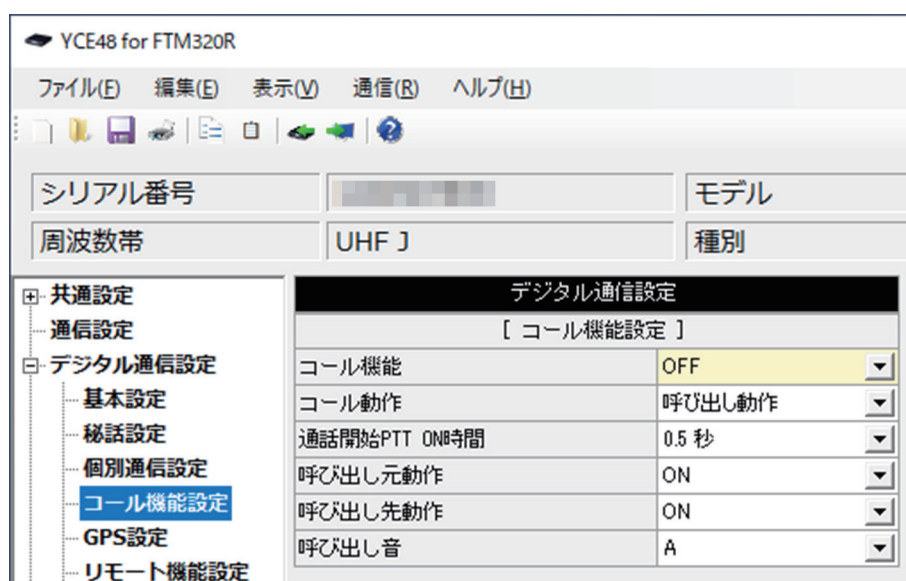 YCE48 for FTM320R
ファイル(F) 編集(E) 表示(V) 通信(R) ヘルプ(H)
シリアル番号 モデル
周波数帯 UHF J 種別
共通設定
通信設定
デジタル通信設定
基本設定
秘話設定
個別通信設定
コール機能設定
GPS設定
リモート機能設定
デジタル通信設定
[ コール機能設定 ]
コール機能 OFF
コール動作 呼び出し動作
通話開始PTT ON時間 0.5 秒
呼び出し元動作 ON
呼び出し先動作 ON
呼び出し音 A